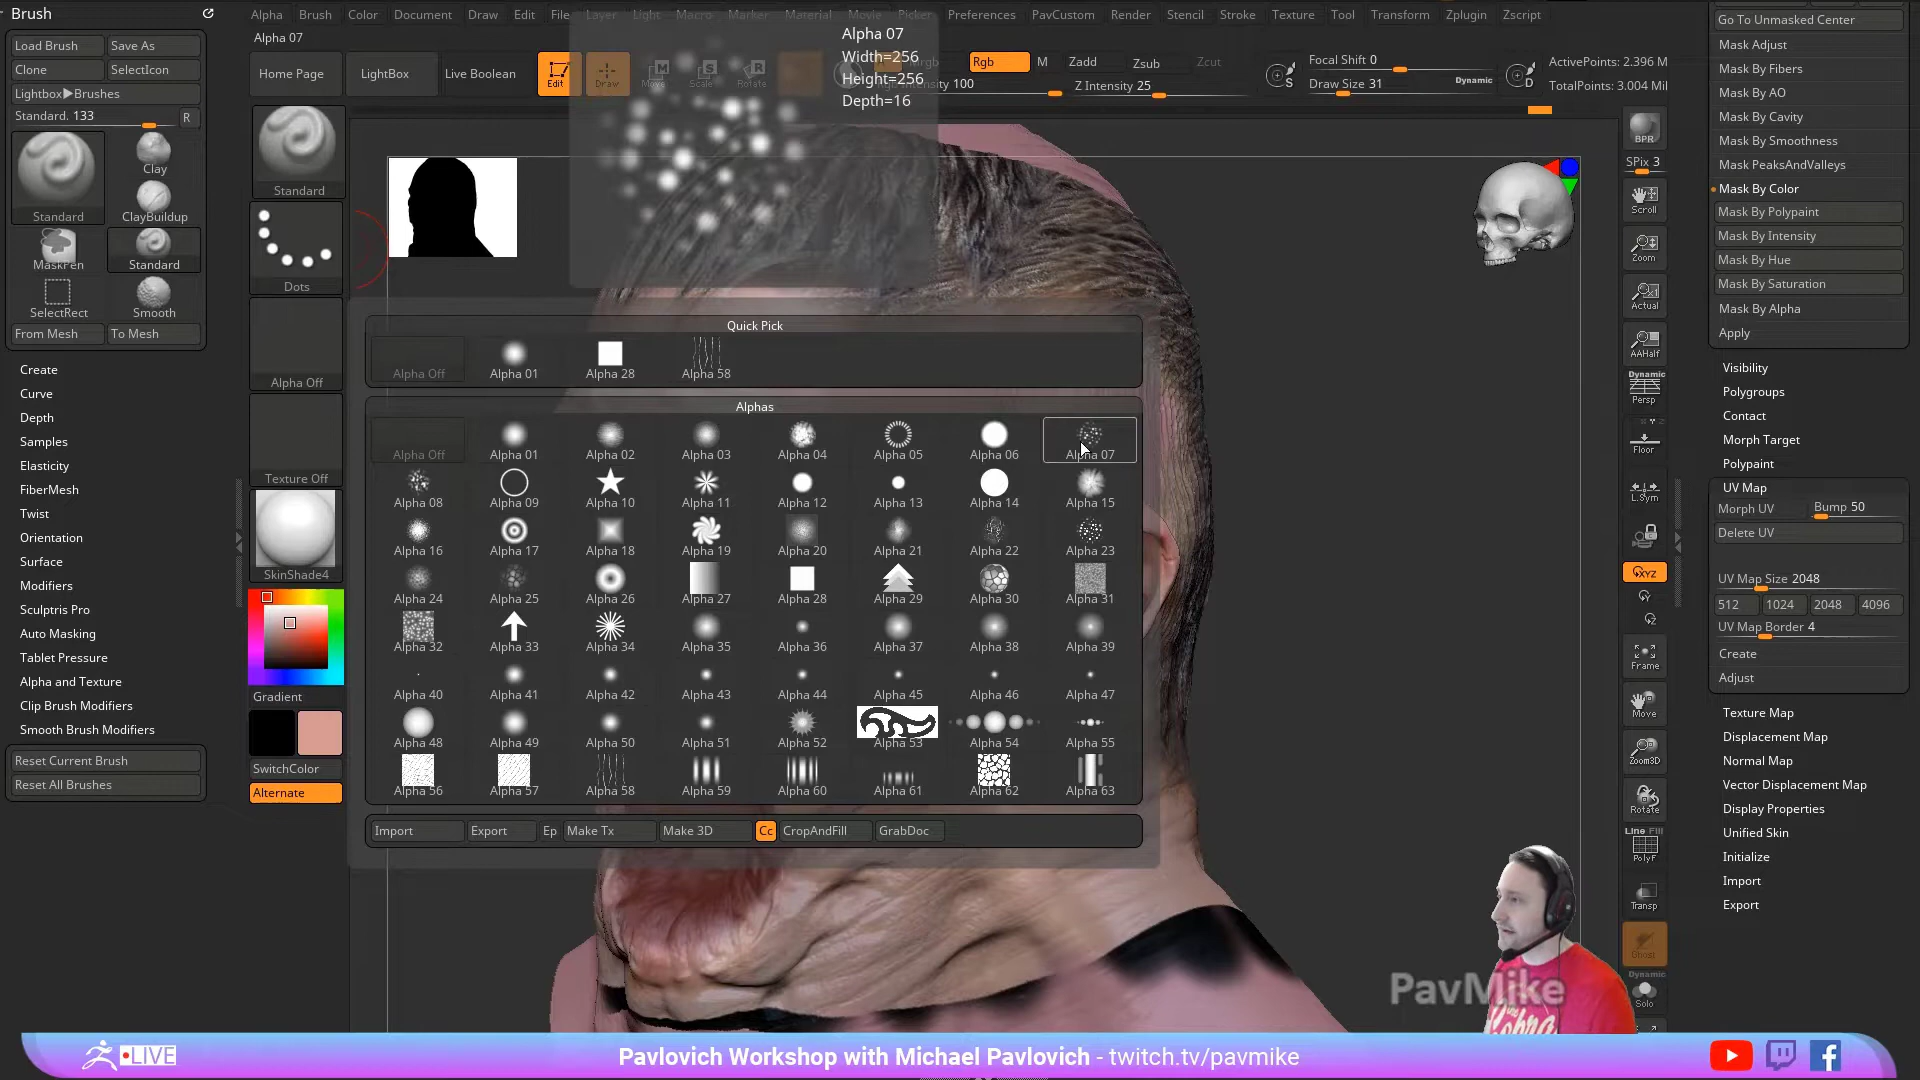 Brush
Alpha Brush Color Document Draw Edit File Layer Light Macro Marker Material Movie Picker Preferences PavCustom Render Stencil Stroke Texture Tool Transform Zplugin Zscript
Alpha 07
Load Brush Save As
Clone SelectIcon
Lightbox▶Brushes
Standard. 133 R
Clay
Standard ClayBuildup
MaskPen Standard
SelectRect Smooth
From Mesh To Mesh
Create
Curve
Depth
Samples
Elasticity
FiberMesh
Twist
Orientation
Surface
Modifiers
Sculptris Pro
Auto Masking
Tablet Pressure
Alpha and Texture
Clip Brush Modifiers
Smooth Brush Modifiers
Reset Current Brush
Reset All Brushes
Home Page LightBox Live Boolean Edit Draw Move Scale Rotate
Alpha 07
Width=256
Height=256
Depth=16
Rgb M Zadd Zsub Zcut
Intensity 100 Z Intensity 25
Focal Shift 0
Draw Size 31 Dynamic
S
D
ActivePoints: 2.396 M
TotalPoints: 3.004 Mil
Standard
Dots
Alpha Off
Texture Off
SkinShade4
Gradient
SwitchColor
Alternate
Quick Pick
Alpha Off Alpha 01 Alpha 28 Alpha 58
Alphas
Alpha Off Alpha 01 Alpha 02 Alpha 03 Alpha 04 Alpha 05 Alpha 06 Alpha 07
Alpha 08 Alpha 09 Alpha 10 Alpha 11 Alpha 12 Alpha 13 Alpha 14 Alpha 15
Alpha 16 Alpha 17 Alpha 18 Alpha 19 Alpha 20 Alpha 21 Alpha 22 Alpha 23
Alpha 24 Alpha 25 Alpha 26 Alpha 27 Alpha 28 Alpha 29 Alpha 30 Alpha 31
Alpha 32 Alpha 33 Alpha 34 Alpha 35 Alpha 36 Alpha 37 Alpha 38 Alpha 39
Alpha 40 Alpha 41 Alpha 42 Alpha 43 Alpha 44 Alpha 45 Alpha 46 Alpha 47
Alpha 48 Alpha 49 Alpha 50 Alpha 51 Alpha 52 Alpha 53 Alpha 54 Alpha 55
Alpha 56 Alpha 57 Alpha 58 Alpha 59 Alpha 60 Alpha 61 Alpha 62 Alpha 63
Import Export Ep Make Tx Make 3D Cc CropAndFill GrabDoc
BPR
SPix 3
Scroll
Zoom
Actual
AAHalf
Dynamic
Persp
Floor
L.Sym
XYZ
Frame
Move
Zoom3D
Rotate
Line Fill
PolyF
Transp
Ghost
Dynamic
Solo
Go To Unmasked Center
Mask Adjust
Mask By Fibers
Mask By AO
Mask By Cavity
Mask By Smoothness
Mask PeaksAndValleys
Mask By Color
Mask By Polypaint
Mask By Intensity
Mask By Hue
Mask By Saturation
Mask By Alpha
Apply
Visibility
Polygroups
Contact
Morph Target
Polypaint
UV Map
Morph UV Bump 50
Delete UV
UV Map Size 2048
512 1024 2048 4096
UV Map Border 4
Create
Adjust
Texture Map
Displacement Map
Normal Map
Vector Displacement Map
Display Properties
Unified Skin
Initialize
Import
Export
PavMike
LIVE
Pavlovich Workshop with Michael Pavlovich - twitch.tv/pavmike